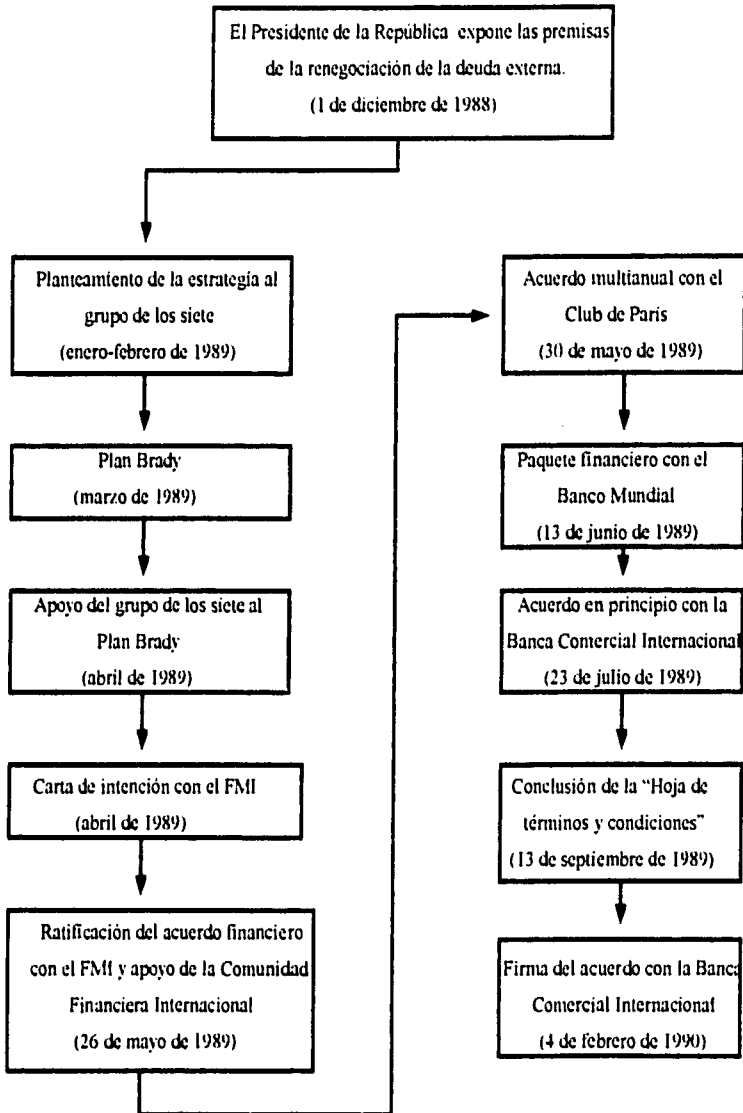 El Presidente de la República expone las premisas
de la renegociación de la deuda externa.
(1 de diciembre de 1988)
Planteamiento de la estrategía al
grupo de los siete
(enero-febrero de 1989)
Plan Brady
(marzo de 1989)
Apoyo del grupo de los siete al
Plan Brady
(abril de 1989)
Carta de intención con el FMI
(abril de 1989)
Ratificación del acuerdo financiero
con el FMI y apoyo de la Comunidad
Financiera Internacional
(26 de mayo de 1989)
Acuerdo multianual con el
Club de París
(30 de mayo de 1989)
Paquete financiero con el
Banco Mundial
(13 de junio de 1989)
Acuerdo en principio con la
Banca Comercial Internacional
(23 de julio de 1989)
Conclusión de la “Hoja de
términos y condiciones”
(13 de septiembre de 1989)
Firma del acuerdo con la Banca
Comercial Internacional
(4 de febrero de 1990)